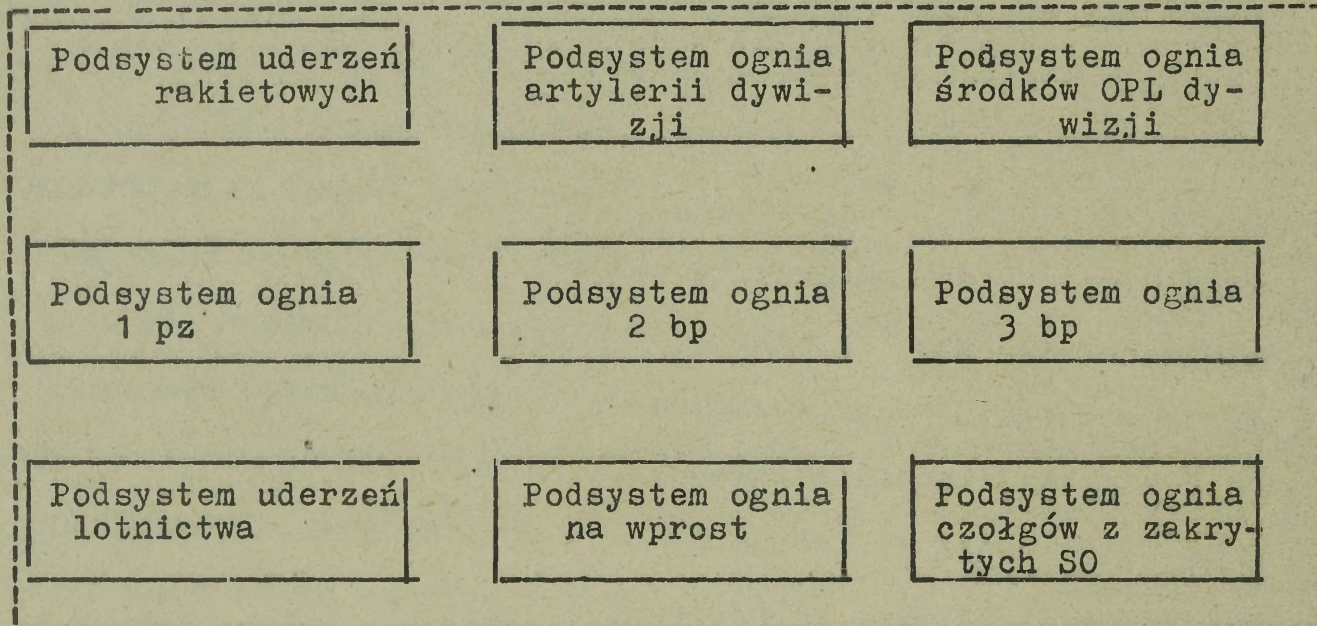 Podsystem uderzeń
rakietowych
Podsystem ognia
artylerii dywi-
zji
Podsystem ognia
środków OPL dy-
wizji
Podsystem ognia
1 pz
Podsystem ognia
2 bp
Podsystem ognia
3 bp
Podsystem uderzeń
lotnictwa
Podsystem ognia
na wprost
Podsystem ognia
czołgów z zakry-
tych SO